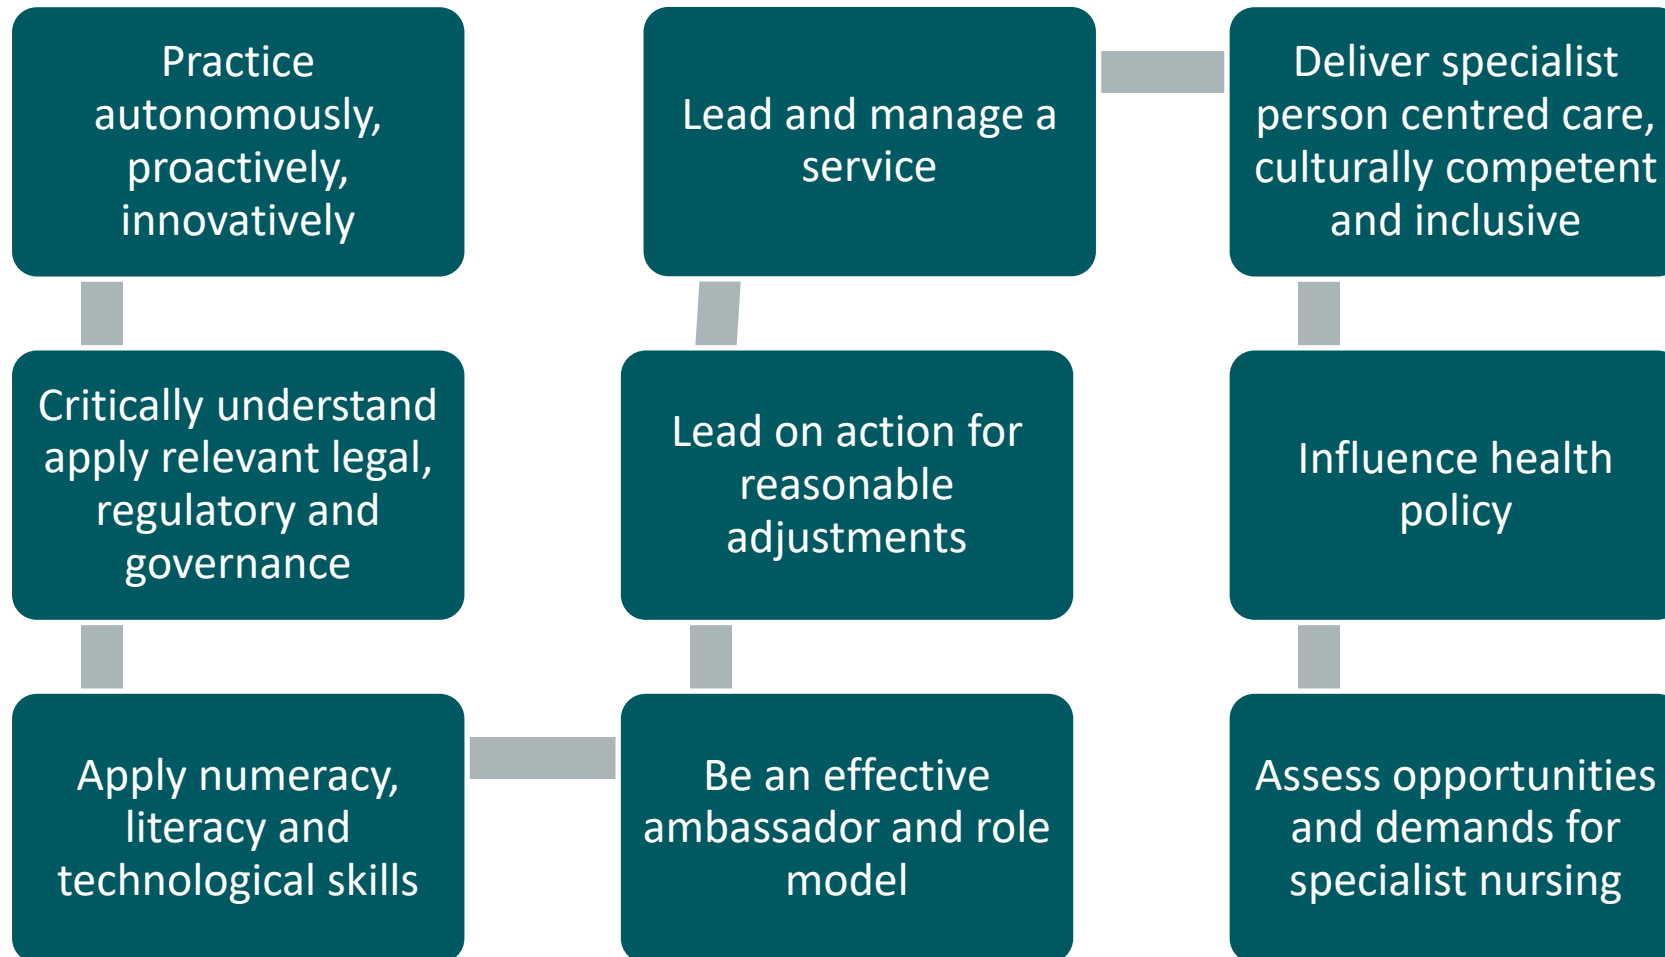 Practice
autonomously,
proactively,
innovatively
Critically understand
apply relevant legal,
regulatory and
governance
Apply numeracy,
literacy and
technological skills
Be an effective
ambassador and role
model
Lead on action for
reasonable
adjustments
Lead and manage a
service
Deliver specialist
person centred care,
culturally competent
and inclusive
Influence health
policy
Assess opportunities
and demands for
specialist nursing